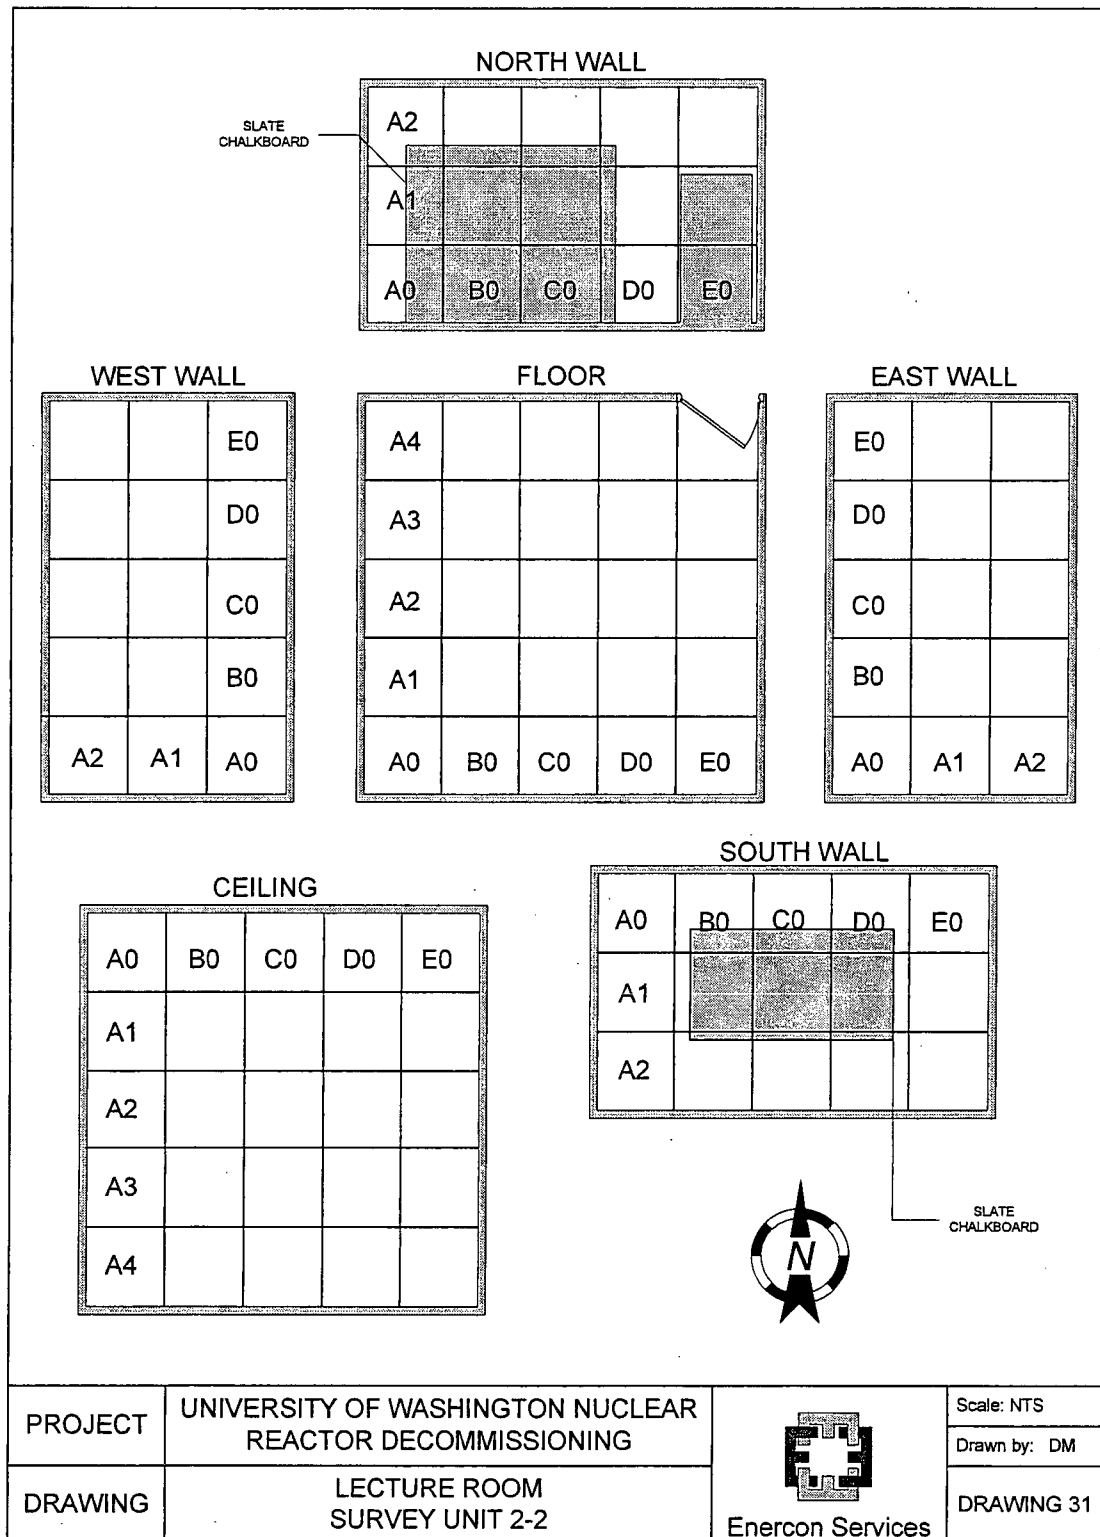 NORTH WALL
SLATE
CHALKBOARD
A2
A1
A0 B0 C0 D0 E0
WEST WALL
E0
D0
C0
B0
A2 A1 A0
FLOOR
A4
A3
A2
A1
A0 B0 C0 D0 E0
EAST WALL
E0
D0
C0
B0
A0 A1 A2
CEILING
A0 B0 C0 D0 E0
A1
A2
A3
A4
SOUTH WALL
A0 B0 C0 D0 E0
A1
A2
SLATE
CHALKBOARD
N
PROJECT
UNIVERSITY OF WASHINGTON NUCLEAR
REACTOR DECOMMISSIONING
DRAWING
LECTURE ROOM
SURVEY UNIT 2-2
Enercon Services
Scale: NTS
Drawn by: DM
DRAWING 31